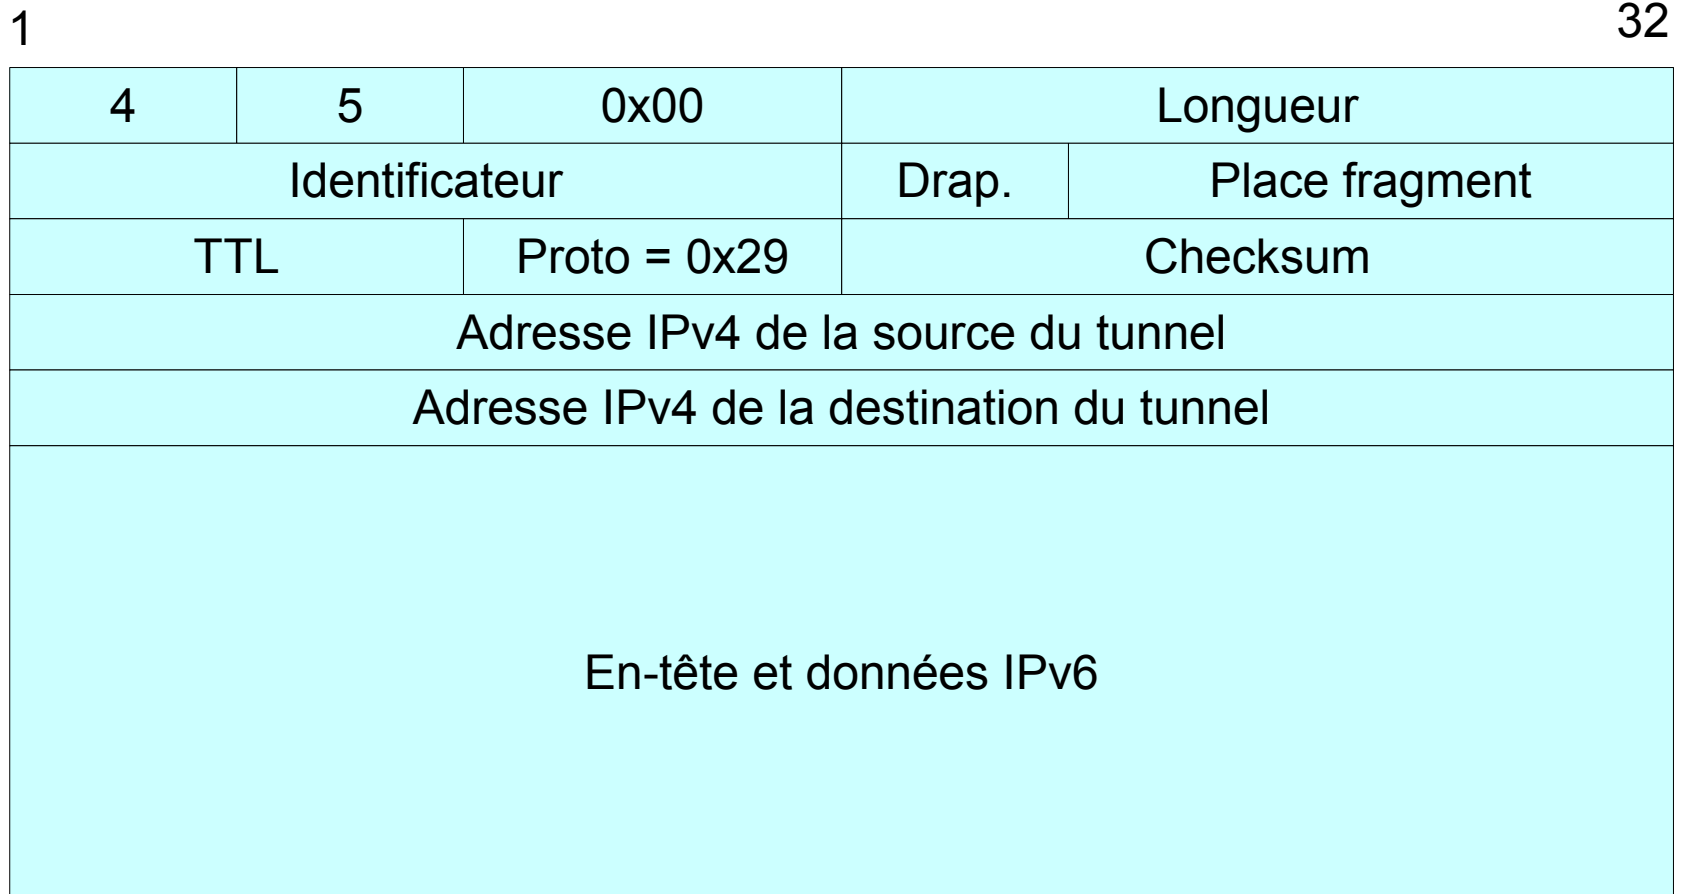 1 32
4 5 0x00 Longueur
Identificateur Drap. Place fragment
TTL Proto = 0x29 Checksum
Adresse IPv4 de la source du tunnel
Adresse IPv4 de la destination du tunnel
En-tête et données IPv6